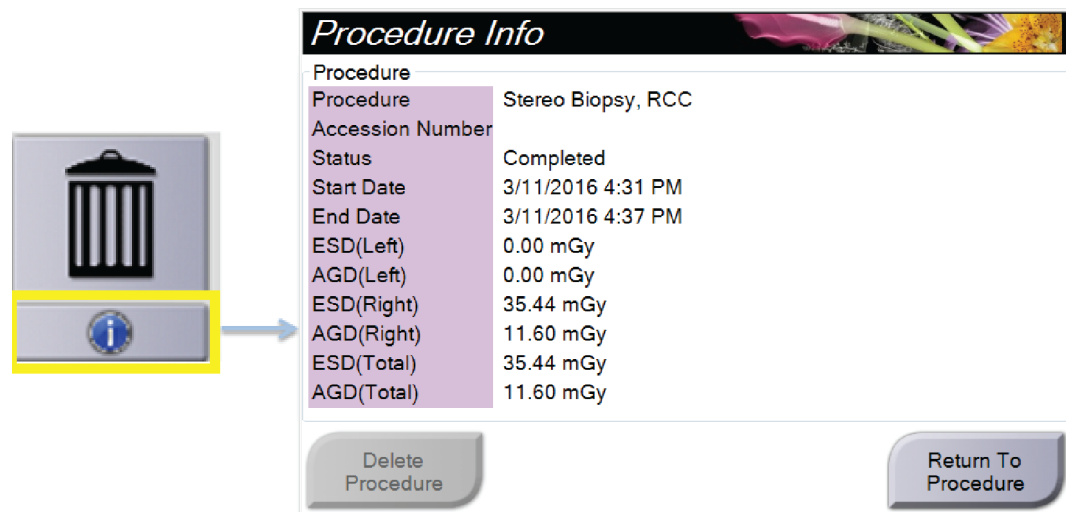 Procedure Info
Procedure
Procedure Stereo Biopsy, RCC
Accession Number
Status Completed
Start Date 3/11/2016 4:31 PM
End Date 3/11/2016 4:37 PM
ESD(Left) 0.00 mGy
AGD(Left) 0.00 mGy
ESD(Right) 35.44 mGy
AGD(Right) 11.60 mGy
ESD(Total) 35.44 mGy
AGD(Total) 11.60 mGy
Delete
Procedure
Return To
Procedure